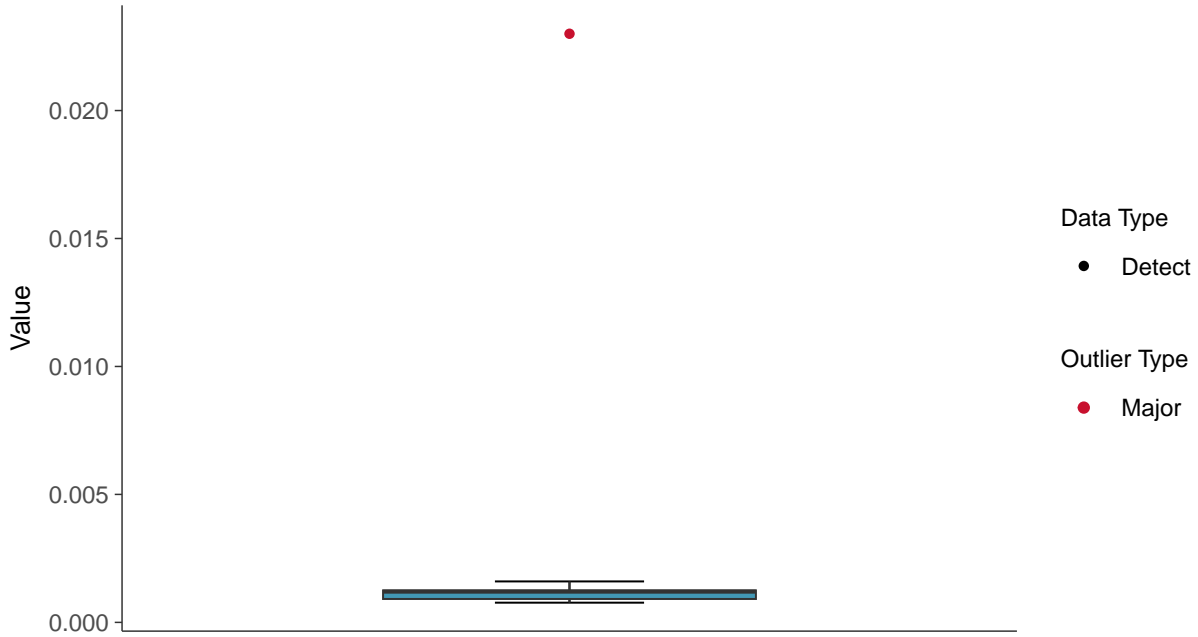 Value
0.020
0.015
0.010
0.005
0.000
Data Type
Detect
Outlier Type
Major